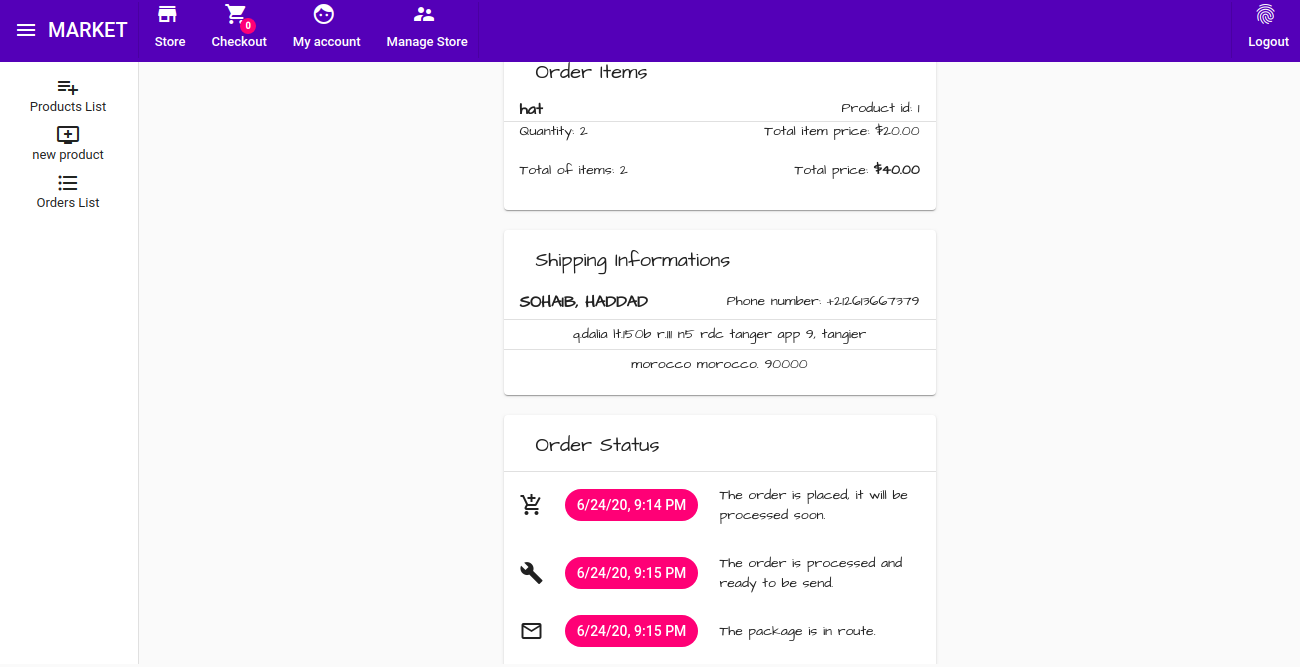 MARKET
Store
Checkout
0
My account
Manage Store
Logout
Products List
new product
Orders List
Order Items
hat
Product id: 1
Quantity: 2
Total item price: $20.00
Total of items: 2
Total price: $40.00
Shipping Informations
SOHAIB, HADDAD
Phone number: +212613667379
q.dalia lt.150b r.111 n5 rdc tanger app 9, tangier
morocco morocco. 90000
Order Status
6/24/20, 9:14 PM
The order is placed, it will be
processed soon.
6/24/20, 9:15 PM
The order is processed and
ready to be send.
6/24/20, 9:15 PM
The package is in route.